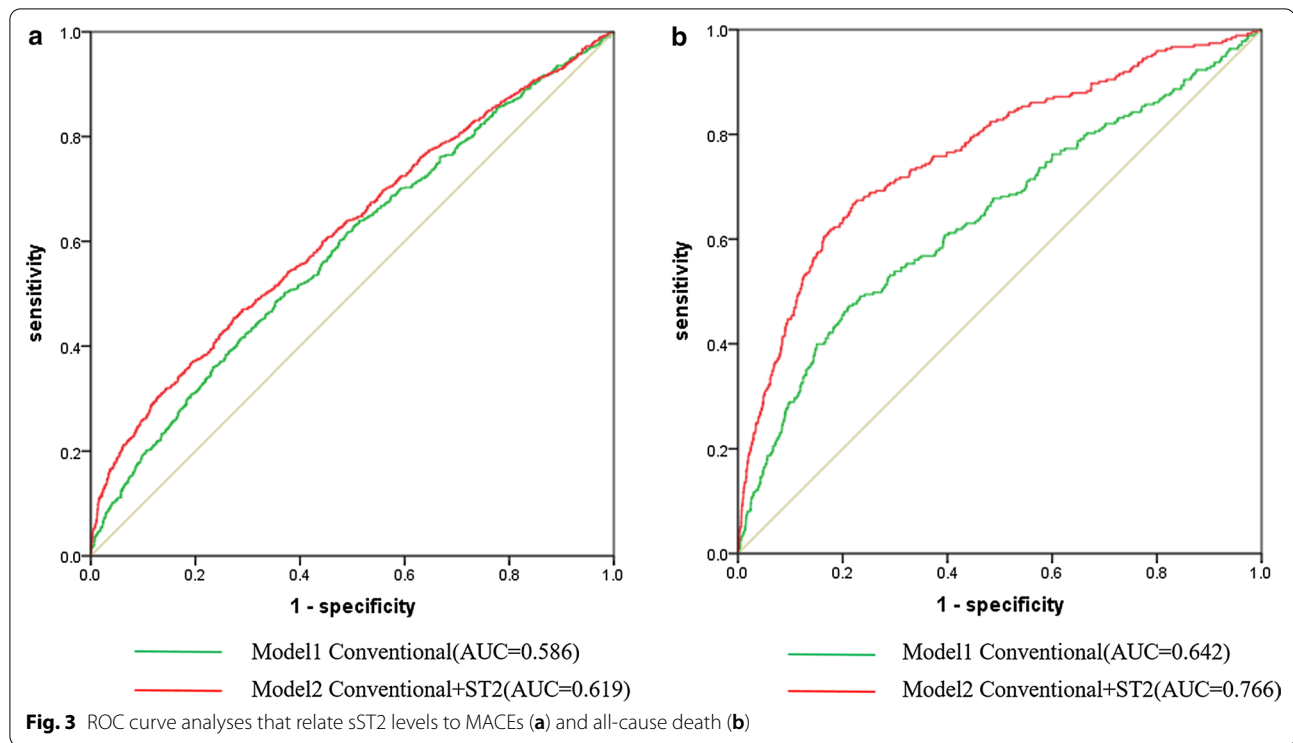 a
1.0
0.8
0.6
0.4
0.2
0.0
sensitivity
0.0 0.2 0.4 0.6 0.8 1.0
1 - specificity
Model1 Conventional(AUC=0.586)
Model2 Conventional+ST2(AUC=0.619)
b
1.0
0.8
0.6
0.4
0.2
0.0
sensitivity
0.0 0.2 0.4 0.6 0.8 1.0
1 - specificity
Model1 Conventional(AUC=0.642)
Model2 Conventional+ST2(AUC=0.766)
Fig. 3 ROC curve analyses that relate sST2 levels to MACEs (a) and all-cause death (b)